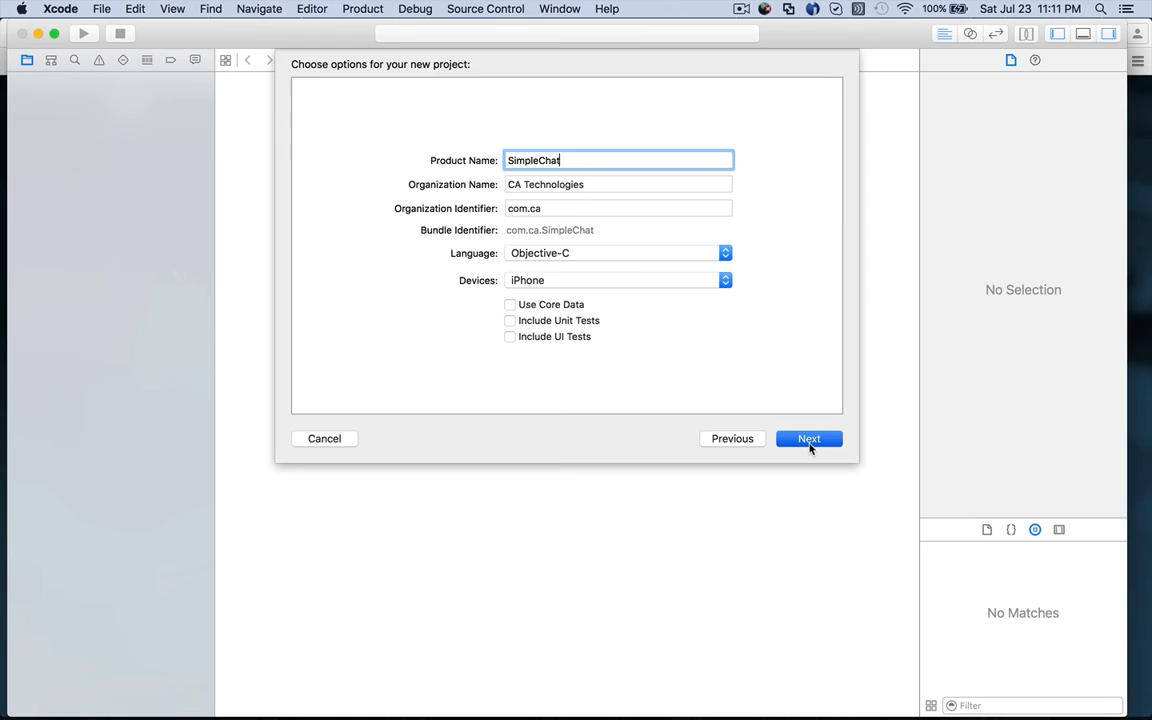 Xcode File Edit View Find Navigate Editor Product Debug Source Control Window Help 100% Sat Jul 23 11:11 PM
Choose options for your new project:
Product Name: SimpleChat
Organization Name: CA Technologies
Organization Identifier: com.ca
Bundle Identifier: com.ca.SimpleChat
Language: Objective-C
Devices: iPhone
Use Core Data
Include Unit Tests
Include UI Tests
Cancel Previous Next
No Selection
No Matches
Filter